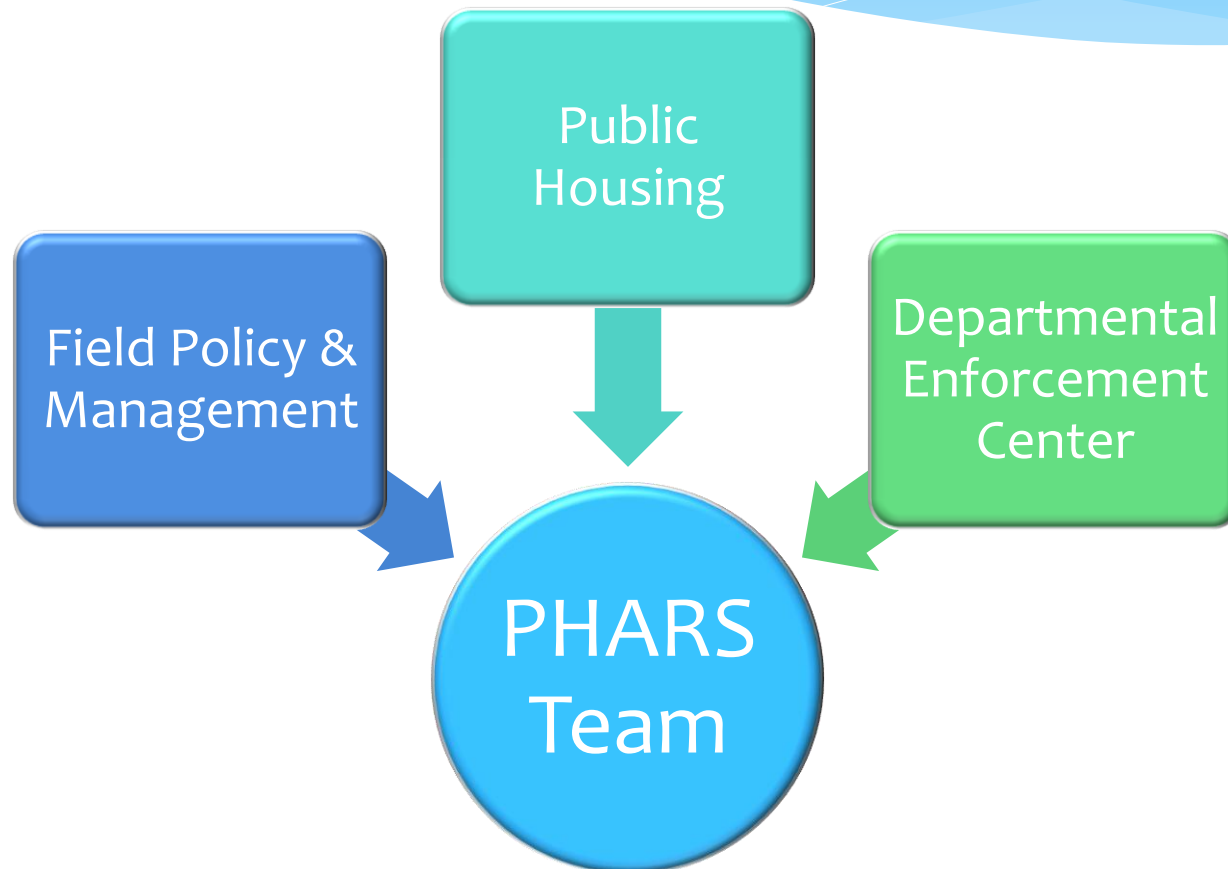 Public
Housing
Field Policy &
Management
Departmental
Enforcement
Center
PHARS
Team